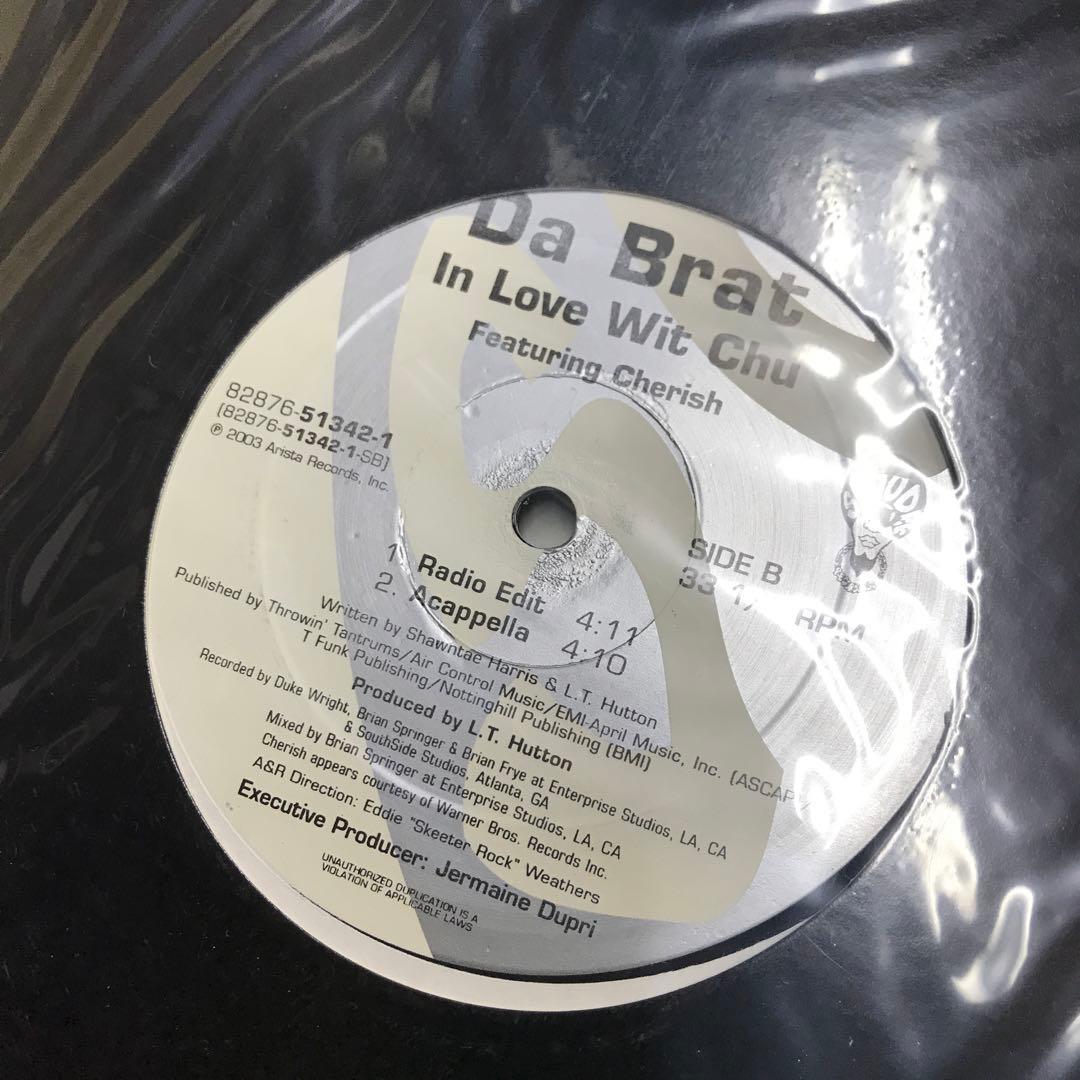 Da Brat
In Love Wit Chu
Featuring Cherish
82876-51342-1
(82876-51342-1-SB)
℗ 2003 Arista Records, Inc.
SIDE B
33 1/ RPM
1. Radio Edit 4:11
2. Acappella 4:10
Written by Shawntae Harris & L.T. Hutton
Published by Throwin' Tantrums/Air Control Music/EMI-April Music, Inc. (ASCAP)/
T Funk Publishing/Nottinghill Publishing (BMI)
Produced by L.T. Hutton
Recorded by Duke Wright, Brian Springer & Brian Frye at Enterprise Studios, LA, CA
& SouthSide Studios, Atlanta, GA
Mixed by Brian Springer at Enterprise Studios, LA, CA
Cherish appears courtesy of Warner Bros. Records Inc.
A&R Direction: Eddie "Skeeter Rock" Weathers
Executive Producer: Jermaine Dupri
UNAUTHORIZED DUPLICATION IS A
VIOLATION OF APPLICABLE LAWS